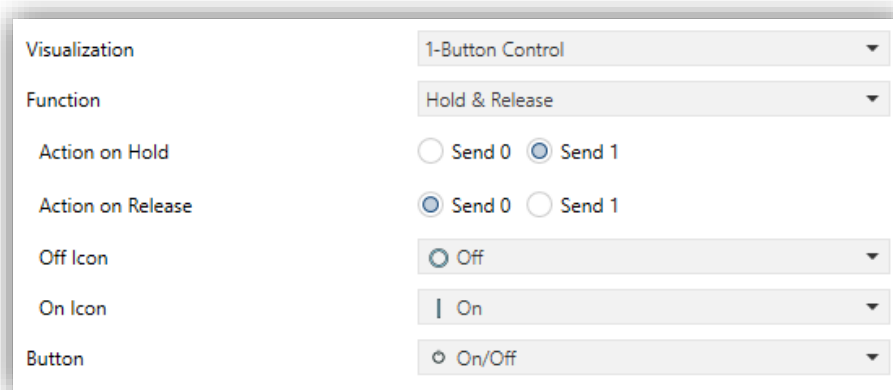 Visualization 1-Button Control
Function Hold & Release
Action on Hold Send 0 Send 1
Action on Release Send 0 Send 1
Off Icon Off
On Icon On
Button On/Off